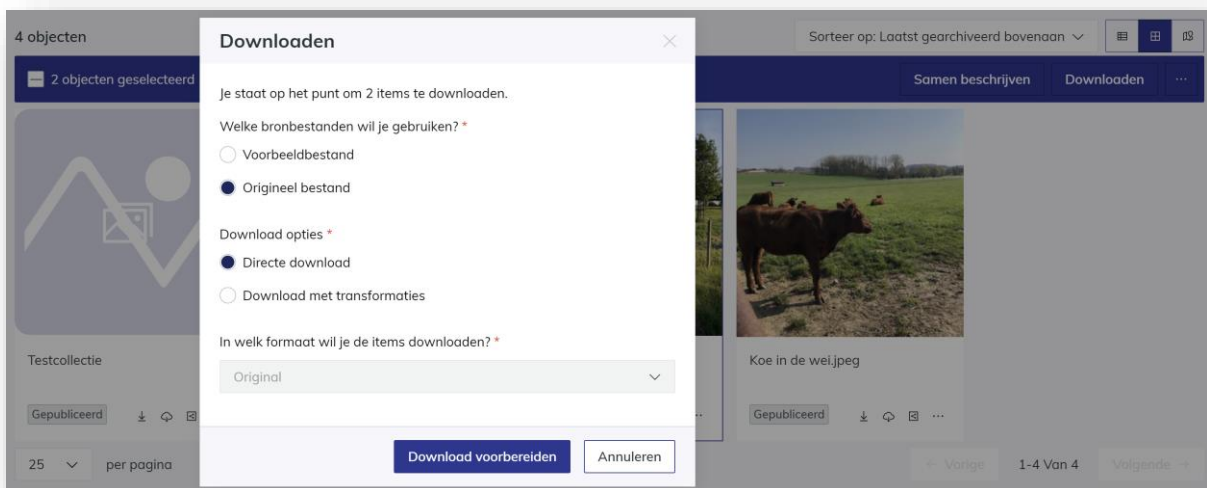 4 objecten
Sorteer op: Laatst gearchiveerd bovenaan
2 objecten geselecteerd
Samen beschrijven
Downloaden
...
Downloaden
Je staat op het punt om 2 items te downloaden.
Welke bronbestanden wil je gebruiken? *
Voorbeeldbestand
Origineel bestand
Download opties *
Directe download
Download met transformaties
In welk formaat wil je de items downloaden? *
Original
Download voorbereiden
Annuleren
Testcollectie
Gepubliceerd
Koe in de wei.jpeg
Gepubliceerd
...
25
per pagina
← Vorige
1-4 Van 4
Volgende →